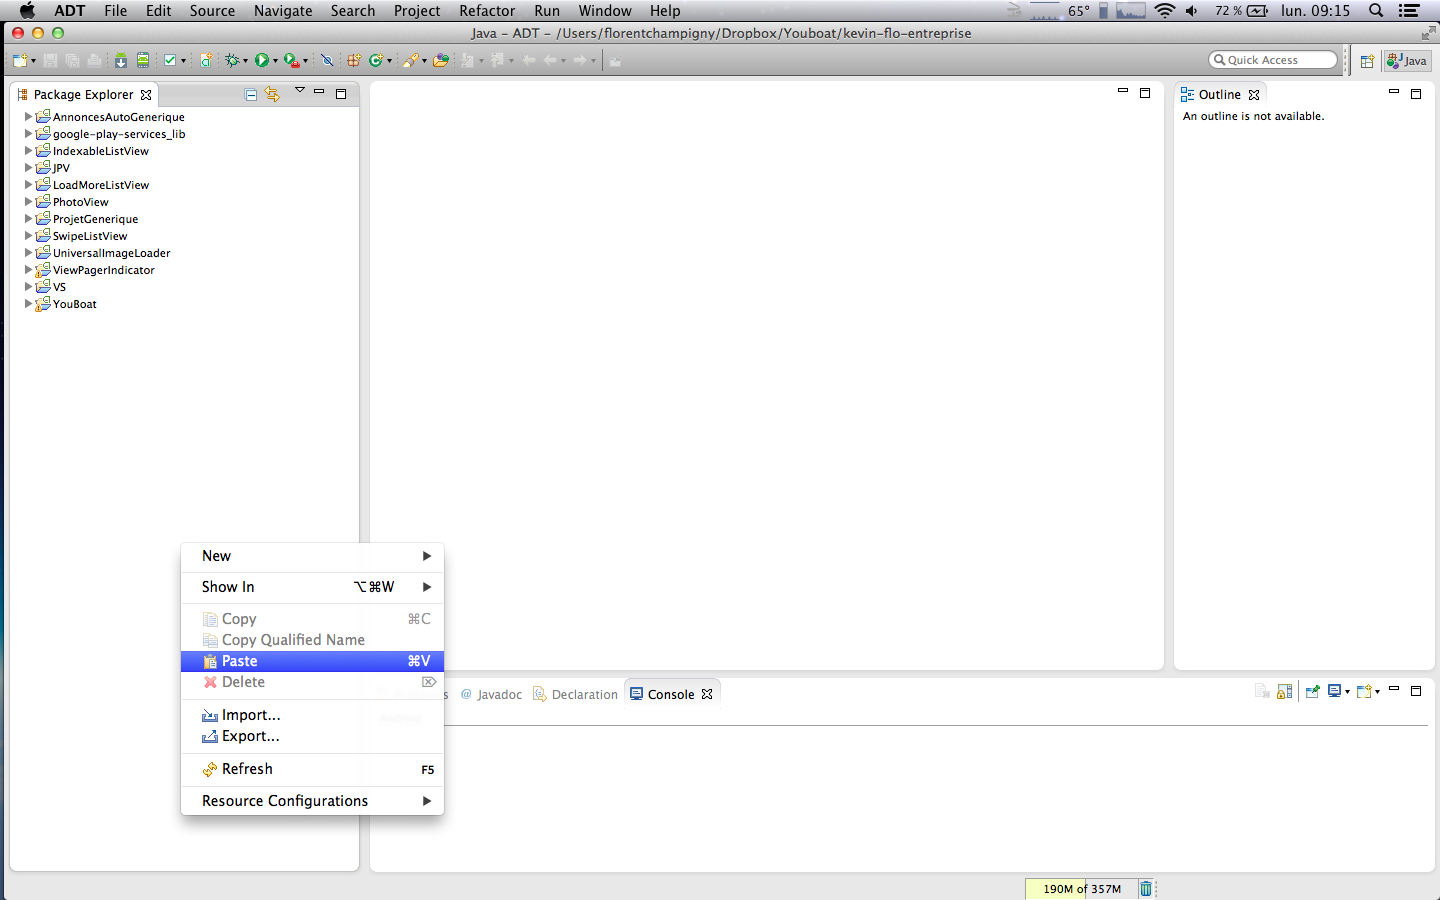 ADT File Edit Source Navigate Search Project Refactor Run Window Help 65° 72 % lun. 09:15
Java - ADT - /Users/florentchampigny/Dropbox/Youboat/kevin-flo-entreprise
Quick Access
Java
Package Explorer
AnnoncesAutoGenerique
google-play-services_lib
IndexableListView
JPV
LoadMoreListView
PhotoView
ProjetGenerique
SwipeListView
UniversalImageLoader
ViewPagerIndicator
VS
YouBoat
Outline
An outline is not available.
New
Show In ⌥⌘W
Copy ⌘C
Copy Qualified Name
Paste ⌘V
Delete ⌦
Import...
Export...
Refresh F5
Resource Configurations
@ Javadoc Declaration Console
190M of 357M